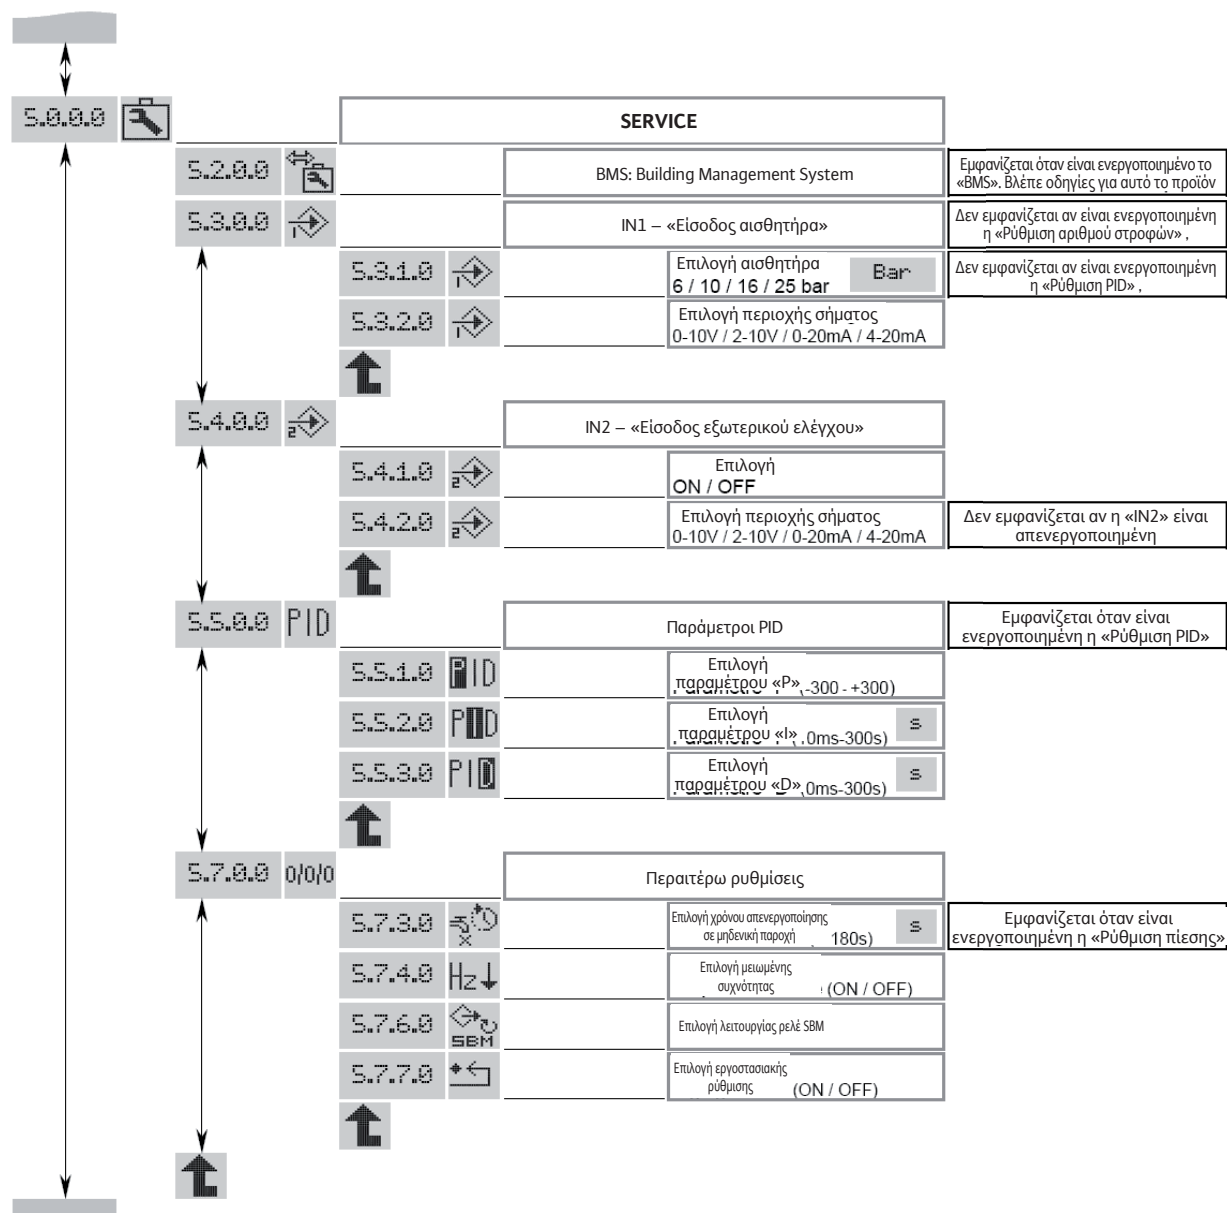 5.0.0.0
SERVICE
5.2.0.0
BMS: Building Management System
Εμφανίζεται όταν είναι ενεργοποιημένο το
«BMS». Βλέπε οδηγίες για αυτό το προϊόν
5.3.0.0
1
IN1 – «Είσοδος αισθητήρα»
Δεν εμφανίζεται αν είναι ενεργοποιημένη
η «Ρύθμιση αριθμού στροφών» ,
5.3.1.0
1
Επιλογή αισθητήρα
6 / 10 / 16 / 25 bar
Bar
Δεν εμφανίζεται αν είναι ενεργοποιημένη
η «Ρύθμιση PID» ,
5.3.2.0
1
Επιλογή περιοχής σήματος
0-10V / 2-10V / 0-20mA / 4-20mA
5.4.0.0
2
IN2 – «Είσοδος εξωτερικού ελέγχου»
5.4.1.0
2
Επιλογή
ON / OFF
5.4.2.0
2
Επιλογή περιοχής σήματος
0-10V / 2-10V / 0-20mA / 4-20mA
Δεν εμφανίζεται αν η «IN2» είναι
απενεργοποιημένη
5.5.0.0 PID
Παράμετροι PID
Εμφανίζεται όταν είναι
ενεργοποιημένη η «Ρύθμιση PID»
5.5.1.0 PID
Επιλογή
παραμέτρου «P» (-300 - +300)
5.5.2.0 PID
Επιλογή
παραμέτρου «I» 0ms-300s)
s
5.5.3.0 PID
Επιλογή
παραμέτρου «D» 0ms-300s)
s
5.7.0.0 0/0/0
Περαιτέρω ρυθμίσεις
5.7.3.0
x
Επιλογή χρόνου απενεργοποίησης
σε μηδενική παροχή 180s)
s
Εμφανίζεται όταν είναι
ενεργοποιημένη η «Ρύθμιση πίεσης»
5.7.4.0 Hz
Επιλογή μειωμένης
συχνότητας (ON / OFF)
5.7.6.0 SBM
Επιλογή λειτουργίας ρελέ SBM
5.7.7.0
Επιλογή εργοστασιακής
ρύθμισης (ON / OFF)